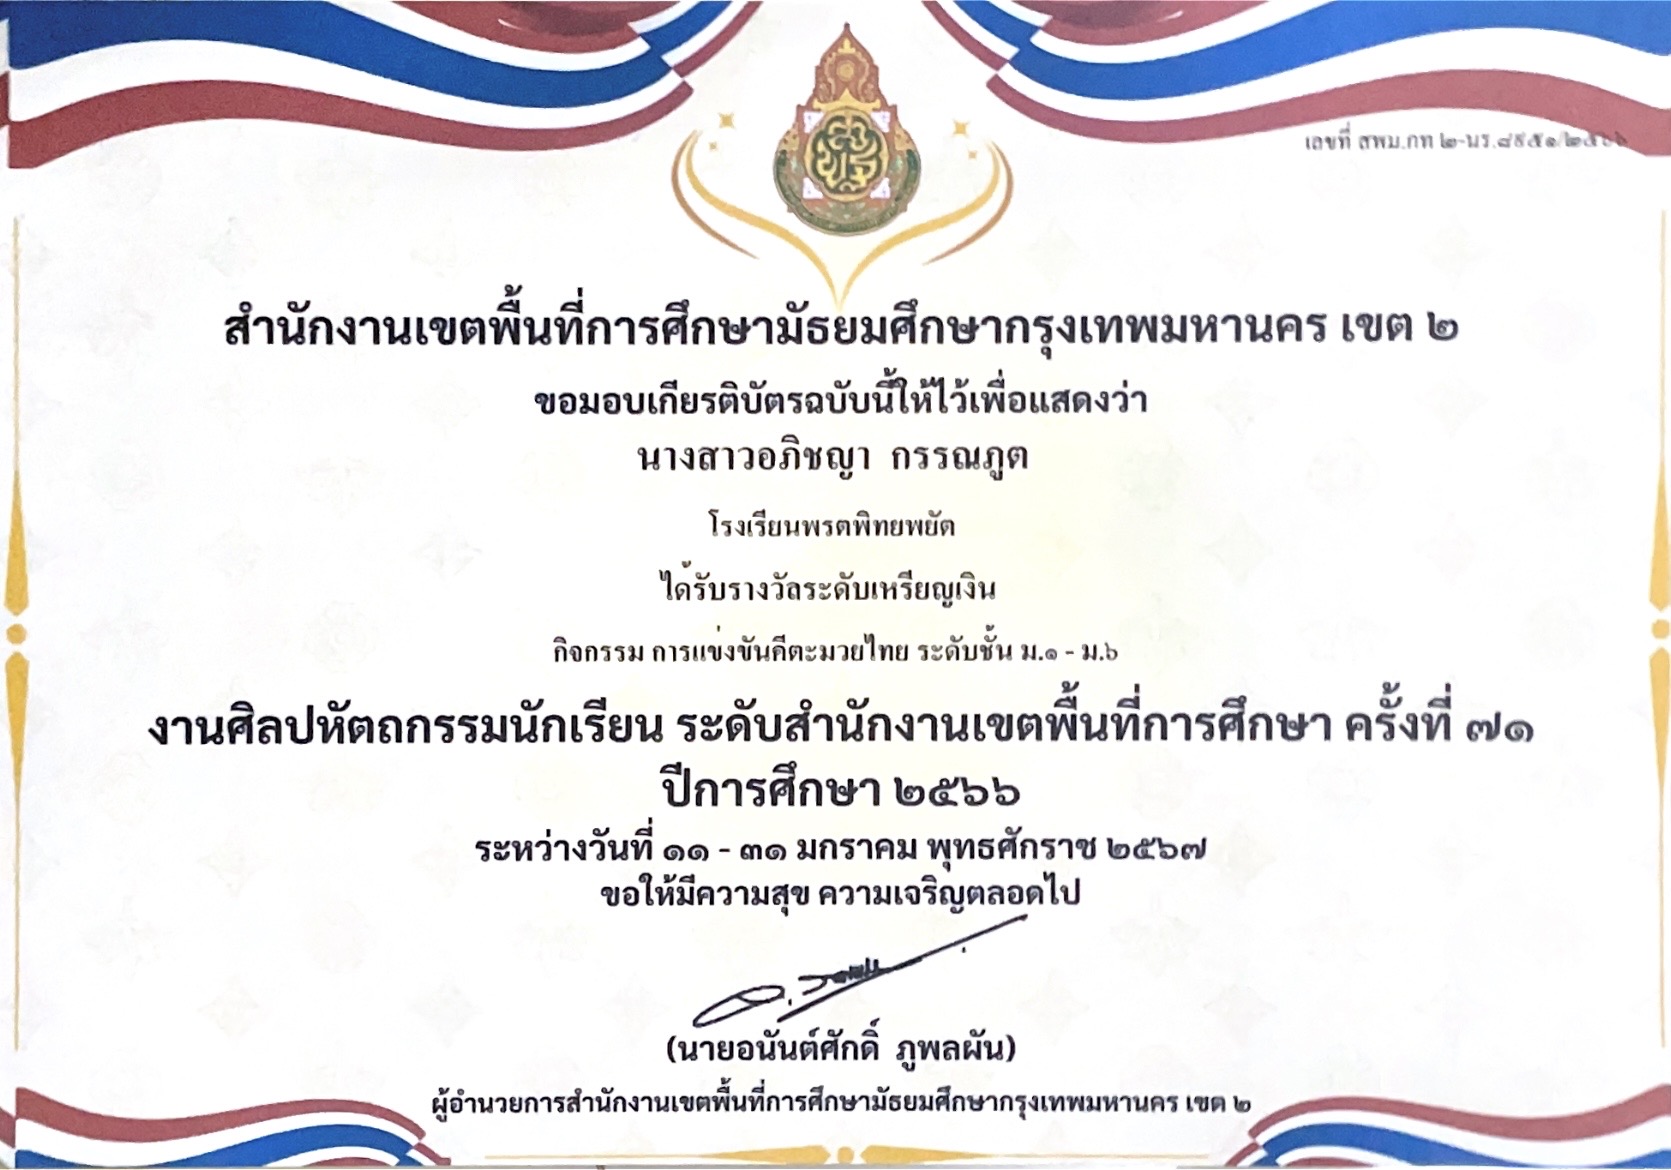 เลขที่ สพม.กท ๒-นร.๘๙๕๑/๒๕๖๖
สำนักงานเขตพื้นที่การศึกษามัธยมศึกษากรุงเทพมหานคร เขต ๒
ขอมอบเกียรติบัตรฉบับนี้ให้ไว้เพื่อแสดงว่า
นางสาวอภิชญา กรรณภูต
โรงเรียนพรตพิทยพยัต
ได้รับรางวัลระดับเหรียญเงิน
กิจกรรม การแข่งขันคีตะมวยไทย ระดับชั้น ม.๑ - ม.๖
งานศิลปหัตถกรรมนักเรียน ระดับสำนักงานเขตพื้นที่การศึกษา ครั้งที่ ๗๑
ปีการศึกษา ๒๕๖๖
ระหว่างวันที่ ๑๑ - ๓๑ มกราคม พุทธศักราช ๒๕๖๗
ขอให้มีความสุข ความเจริญตลอดไป
(นายอนันต์ศักดิ์ ภูพลผัน)
ผู้อำนวยการสำนักงานเขตพื้นที่การศึกษามัธยมศึกษากรุงเทพมหานคร เขต ๒